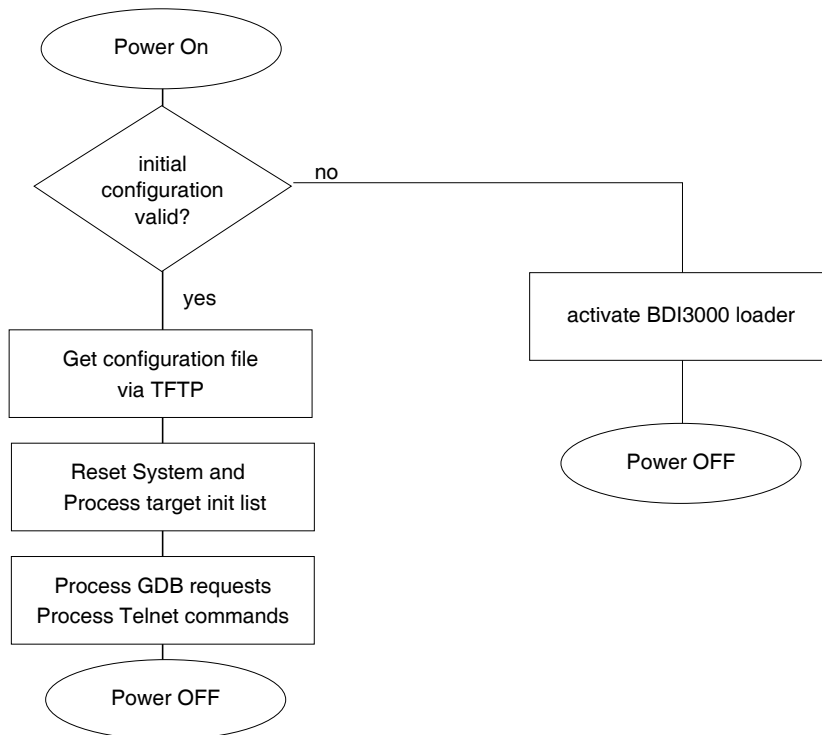 Power On
initial
configuration
valid?
no
yes
activate BDI3000 loader
Get configuration file
via TFTP
Reset System and
Process target init list
Power OFF
Process GDB requests
Process Telnet commands
Power OFF